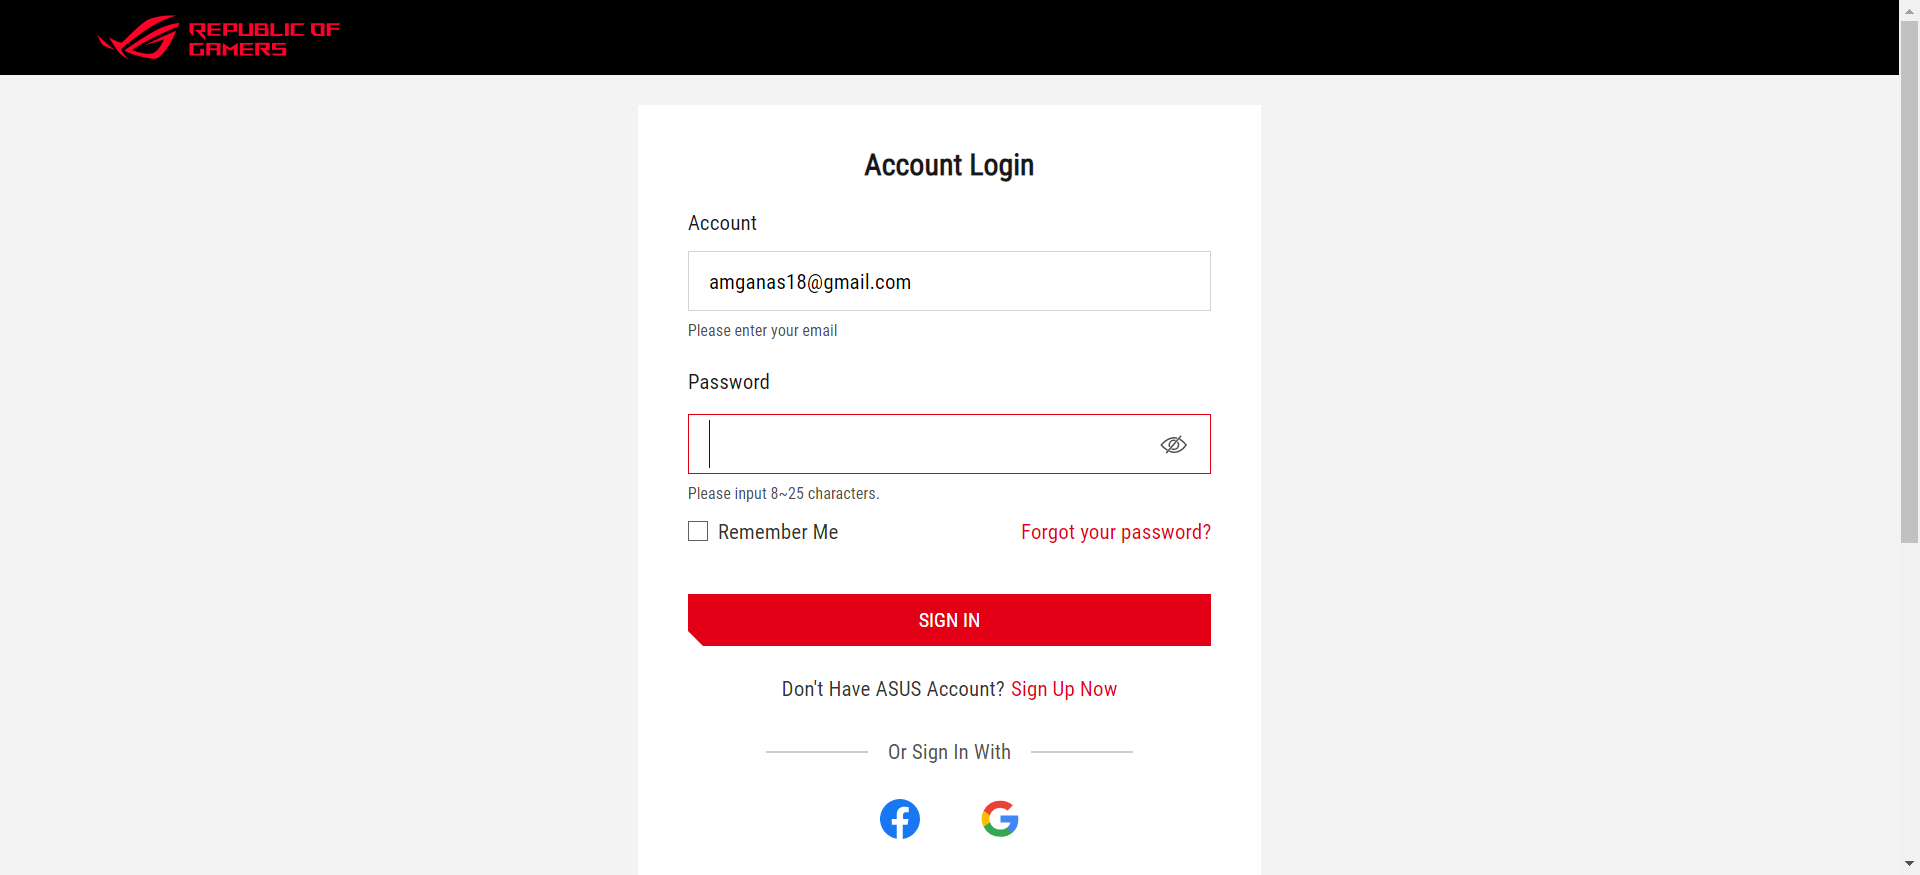 REPUBLIC OF
GAMERS
Account Login
Account
amganas18@gmail.com
Please enter your email
Password
Please input 8~25 characters.
Remember Me
Forgot your password?
SIGN IN
Don't Have ASUS Account? Sign Up Now
Or Sign In With